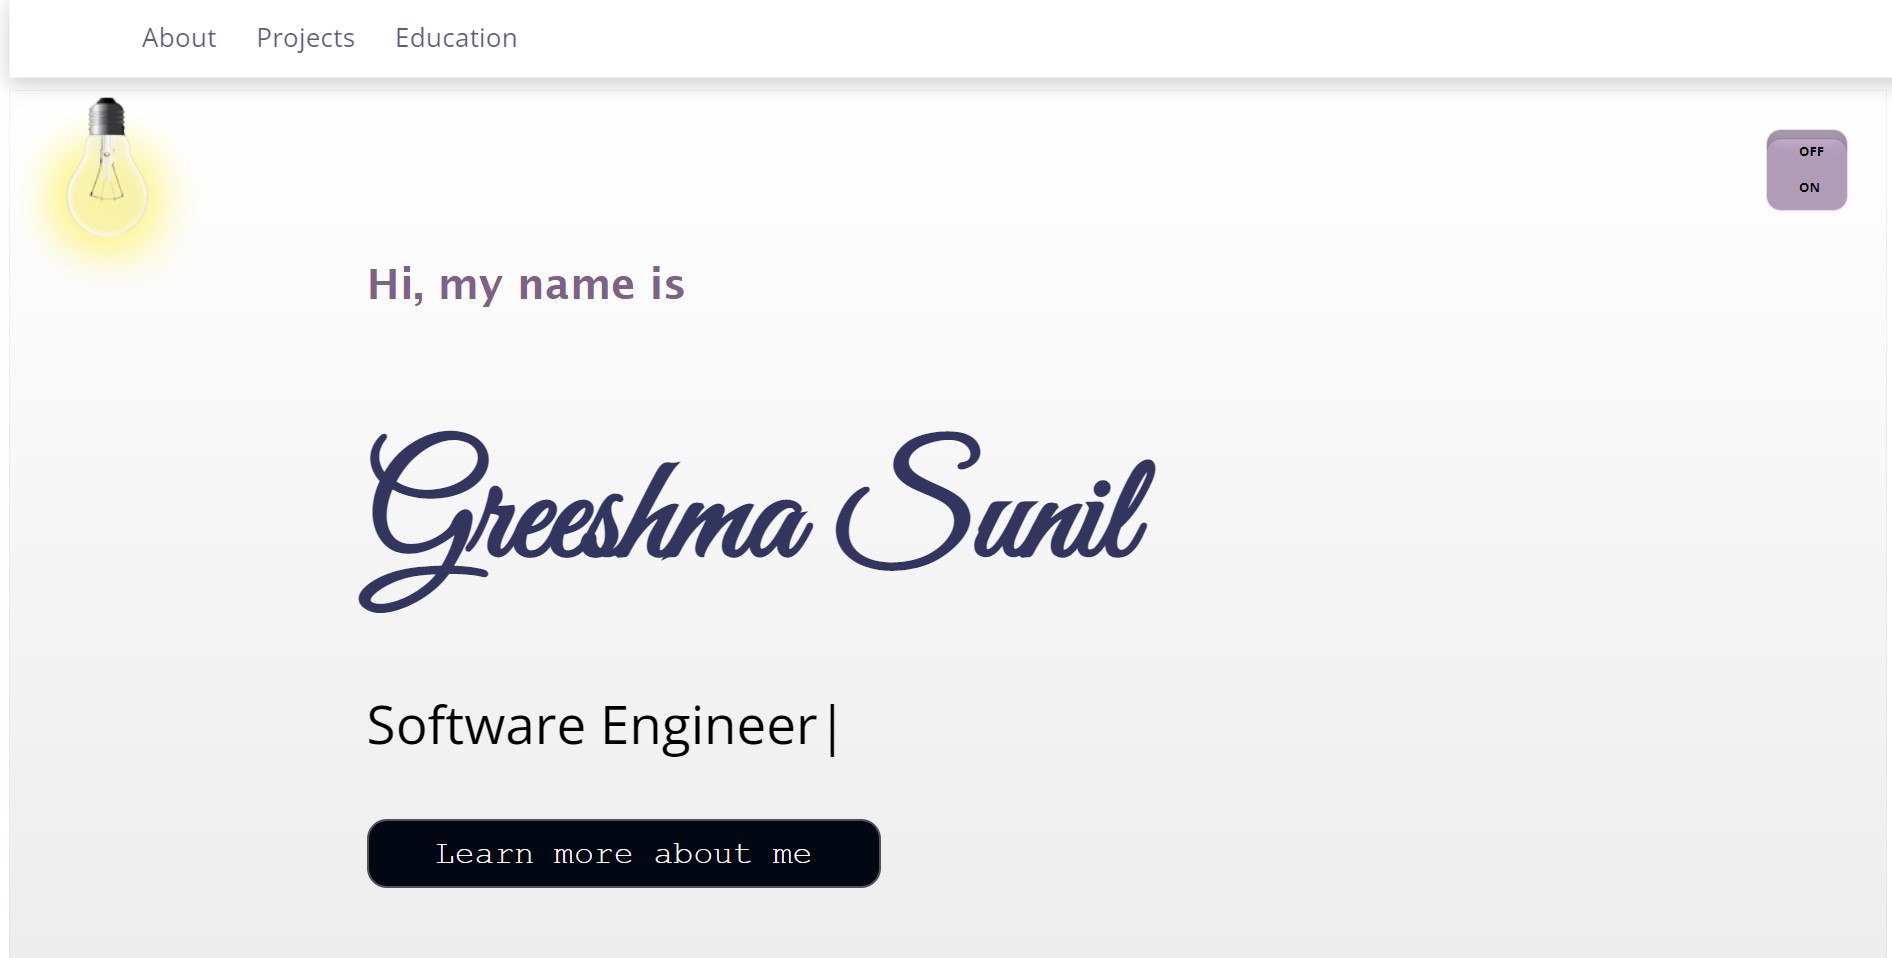 About Projects Education
OFF
ON
Hi, my name is
Greeshma Sunil
Software Engineer|
Learn more about me